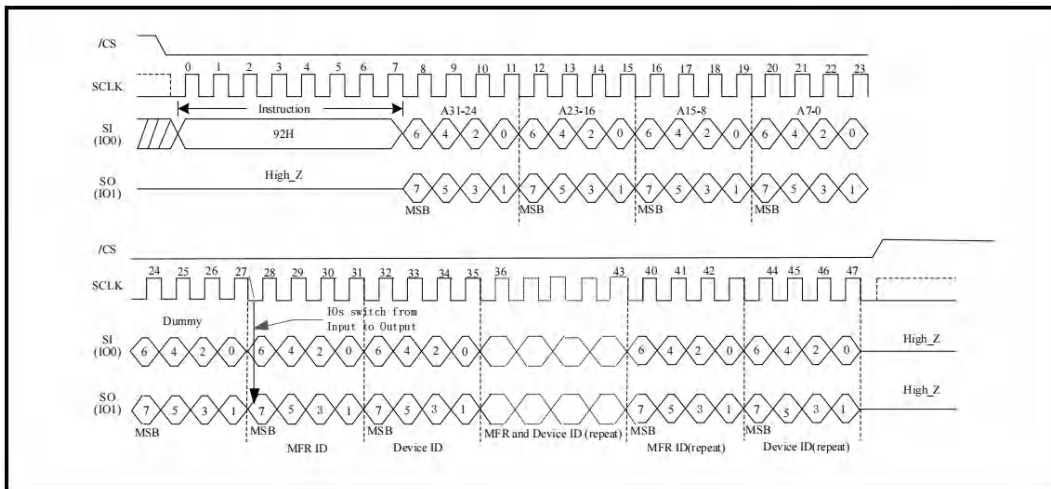 /CS
0 1 2 3 4 5 6 7 8 9 10 11 12 13 14 15 16 17 18 19 20 21 22 23
SCLK
Instruction A31-24 A23-16 A15-8 A7-0
SI
(IO0) 92H 6 4 2 0 6 4 2 0 6 4 2 0 6 4 2 0
High_Z
SO
(IO1) 7 5 3 1 7 5 3 1 7 5 3 1 7 5 3 1
MSB MSB MSB MSB
/CS
24 25 26 27 28 29 30 31 32 33 34 35 36 43 40 41 42 44 45 46 47
SCLK
Dummy IOs switch from
Input to Output
SI
(IO0) 6 4 2 0 6 4 2 0 6 4 2 0 6 4 2 0 6 4 2 0 High_Z
SO
(IO1) 7 5 3 1 7 5 3 1 7 5 3 1 7 5 3 1 7 5 3 1 High_Z
MSB MSB MSB MSB MSB
MFR ID Device ID MFR and Device ID (repeat) MFR ID(repeat) Device ID(repeat)